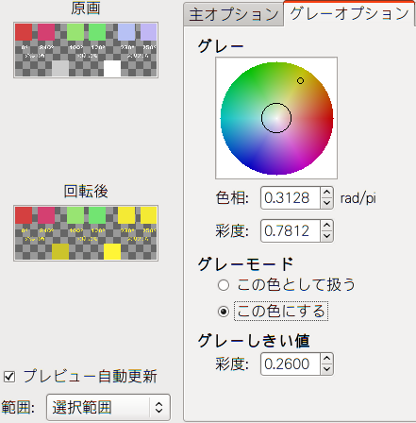 原画
回転後
プレビュー自動更新
範囲: 選択範囲
主オプション グレーオプション
グレー
色相: 0.3128 rad/pi
彩度: 0.7812
グレーモード
この色として扱う
この色にする
グレーしきい値
彩度: 0.2600